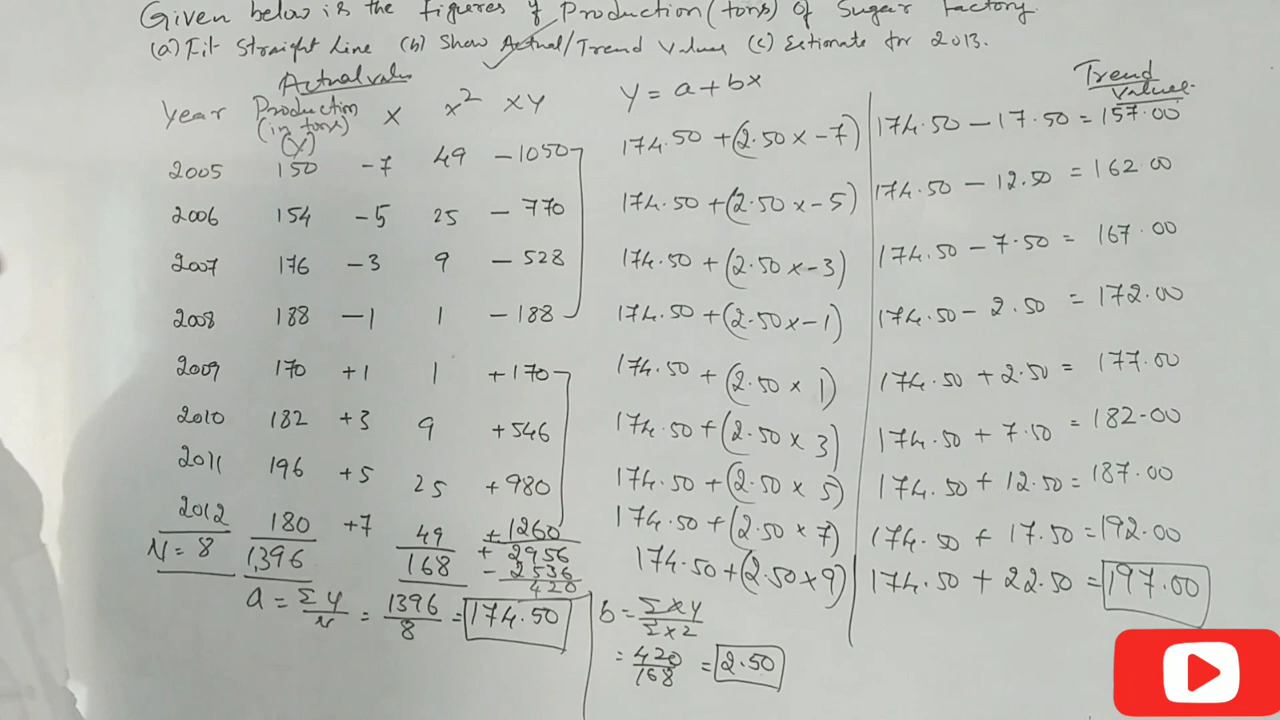 Given below is the figures of Production (tons) of Sugar factory.
(a) Fit Straight Line (b) Show Actual/Trend Values (c) Estimate for 2013.
Actual value
Trend Values.
Year Production (in tons) (Y) X x² XY Y = a + bx
2005 150 -7 49 -1050 174.50 + (2.50 x -7) 174.50 - 17.50 = 157.00
2006 154 -5 25 -770 174.50 + (2.50 x -5) 174.50 - 12.50 = 162.00
2007 176 -3 9 -528 174.50 + (2.50 x -3) 174.50 - 7.50 = 167.00
2008 188 -1 1 -188 174.50 + (2.50 x -1) 174.50 - 2.50 = 172.00
2009 170 +1 1 +170 174.50 + (2.50 x 1) 174.50 + 2.50 = 177.00
2010 182 +3 9 +546 174.50 + (2.50 x 3) 174.50 + 7.50 = 182.00
2011 196 +5 25 +980 174.50 + (2.50 x 5) 174.50 + 12.50 = 187.00
2012 180 +7 49 +1260 174.50 + (2.50 x 7) 174.50 + 17.50 = 192.00
N = 8 1,396 168 + 2956 174.50 + (2.50 x 9) 174.50 + 22.50 = 197.00
- 2536
420
a = ΣY/N = 1396/8 = 174.50
b = ΣXY/Σx2
= 420/168 = 2.50